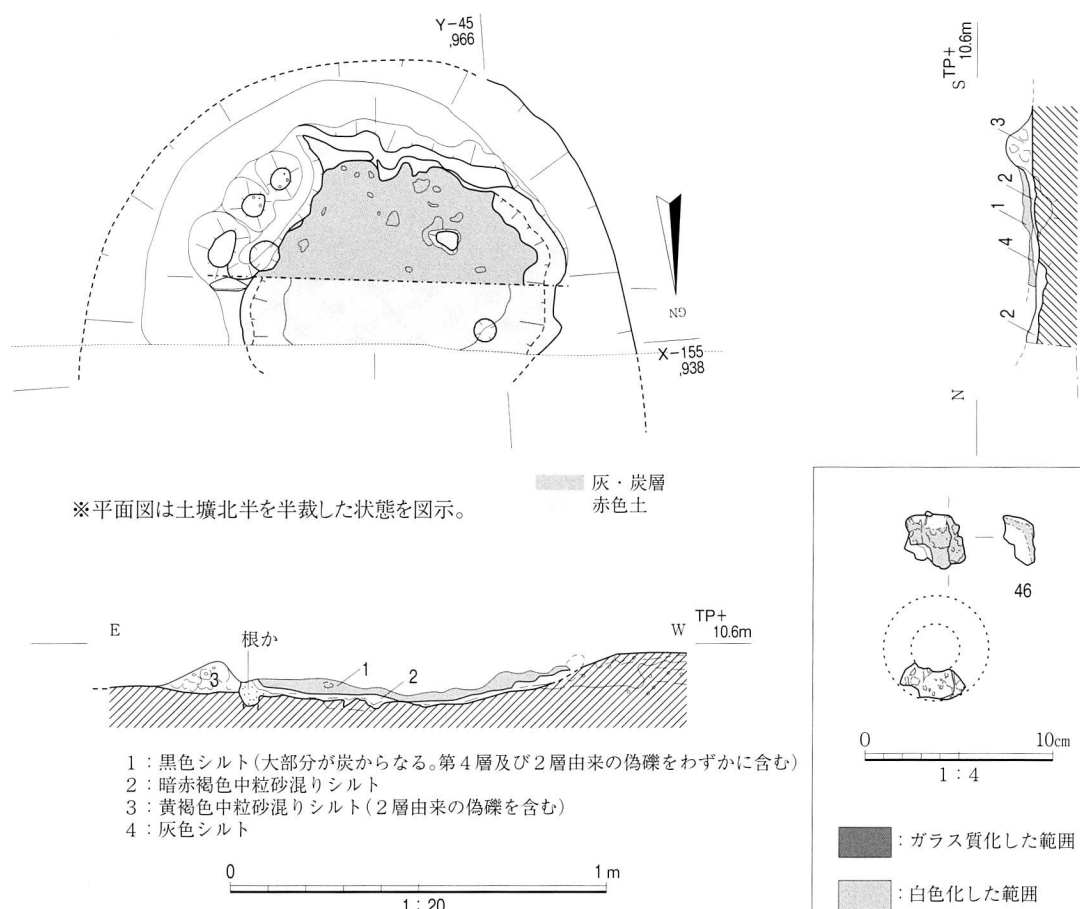 Y-45
,966
S
TP+
10.6m
3
2
1
4
2
N
GN
X-155
,938
灰・炭層
赤色土
※平面図は土壙北半を半裁した状態を図示。
46
E
根か
W
TP+
10.6m
3
1
2
1：黒色シルト(大部分が炭からなる。第4層及び2層由来の偽礫をわずかに含む)
2：暗赤褐色中粒砂混りシルト
3：黄褐色中粒砂混りシルト(2層由来の偽礫を含む)
4：灰色シルト
0 1m
1：20
0 10cm
1：4
：ガラス質化した範囲
：白色化した範囲